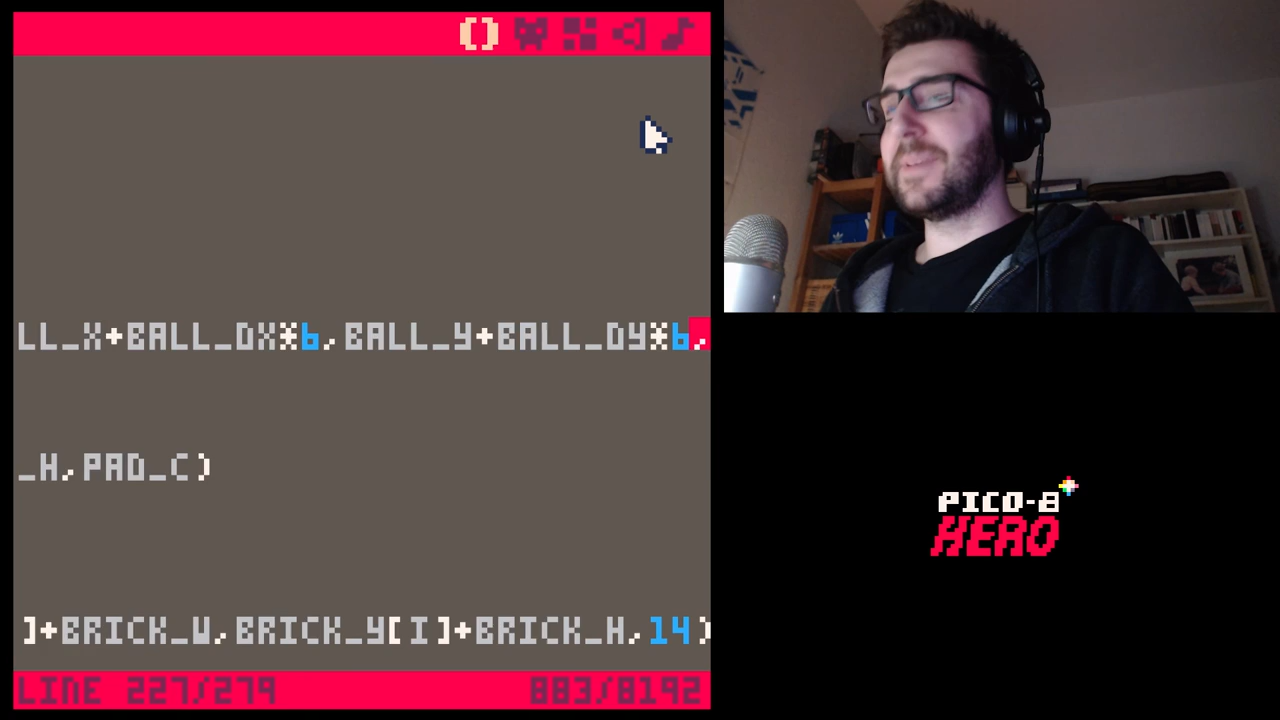 LL_X+BALL_DX*6,BALL_Y+BALL_DY*6,
_H,PAD_C)
]+BRICK_W,BRICK_Y[I]+BRICK_H,14)
LINE 227/279 883/8192
PICO-8
HERO